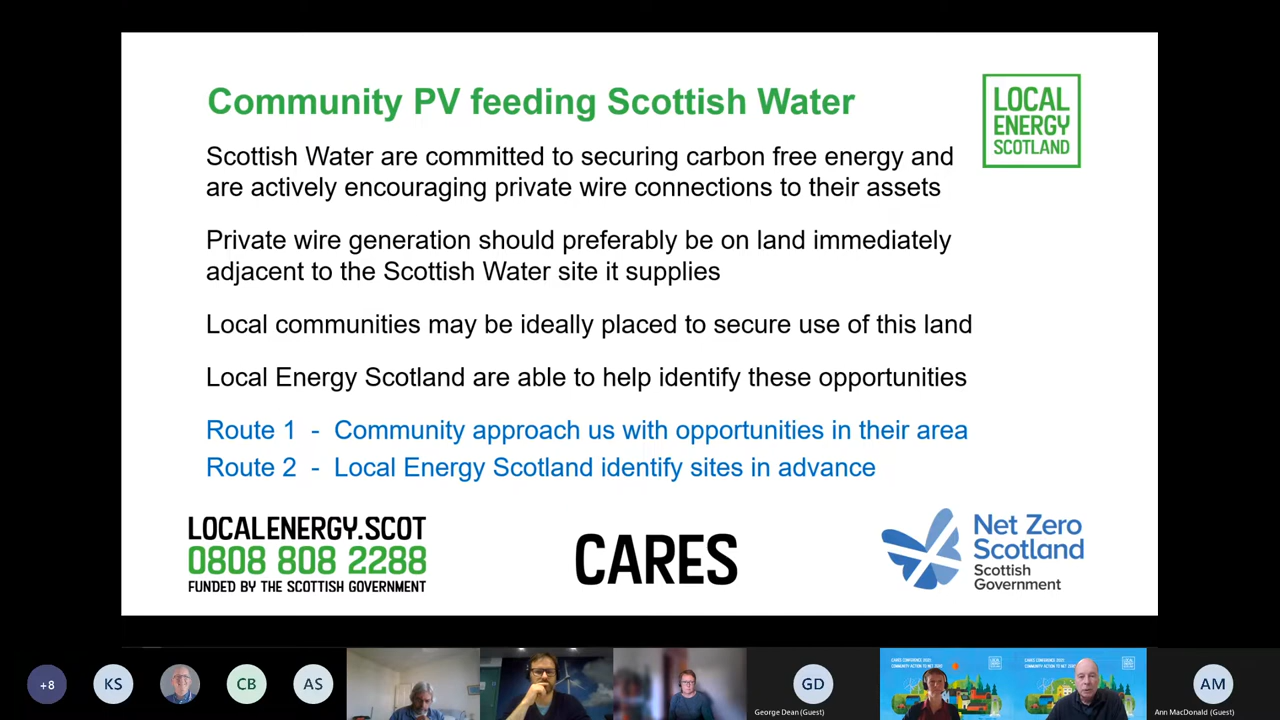 Community PV feeding Scottish Water
LOCAL
ENERGY
SCOTLAND
Scottish Water are committed to securing carbon free energy and
are actively encouraging private wire connections to their assets
Private wire generation should preferably be on land immediately
adjacent to the Scottish Water site it supplies
Local communities may be ideally placed to secure use of this land
Local Energy Scotland are able to help identify these opportunities
Route 1 - Community approach us with opportunities in their area
Route 2 - Local Energy Scotland identify sites in advance
LOCALENERGY.SCOT
0808 808 2288
FUNDED BY THE SCOTTISH GOVERNMENT
CARES
Net Zero
Scotland
Scottish
Government
+8
KS
CB
AS
GD
George Dean (Guest)
AM
Ann MacDonald (Guest)